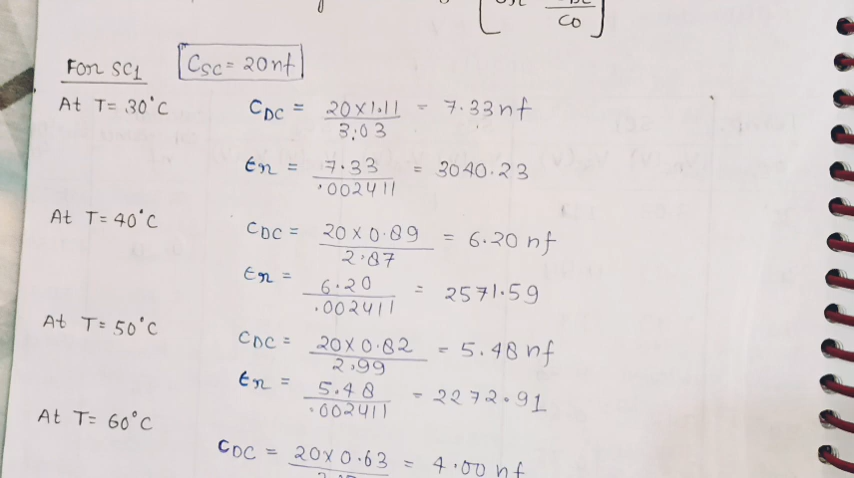 CO
For SC1 Csc = 20nf
At T= 30°C CDC = 20 x 1.11 / 3.03 = 7.33 nf
εr = 7.33 / .002411 = 3040.23
At T= 40°C CDC = 20 x 0.89 / 2.87 = 6.20 nf
εr = 6.20 / .002411 = 2571.59
At T= 50°C CDC = 20 x 0.82 / 2.99 = 5.48 nf
εr = 5.48 / .002411 = 2272.91
At T= 60°C CDC = 20 x 0.63 = 4.00 nf